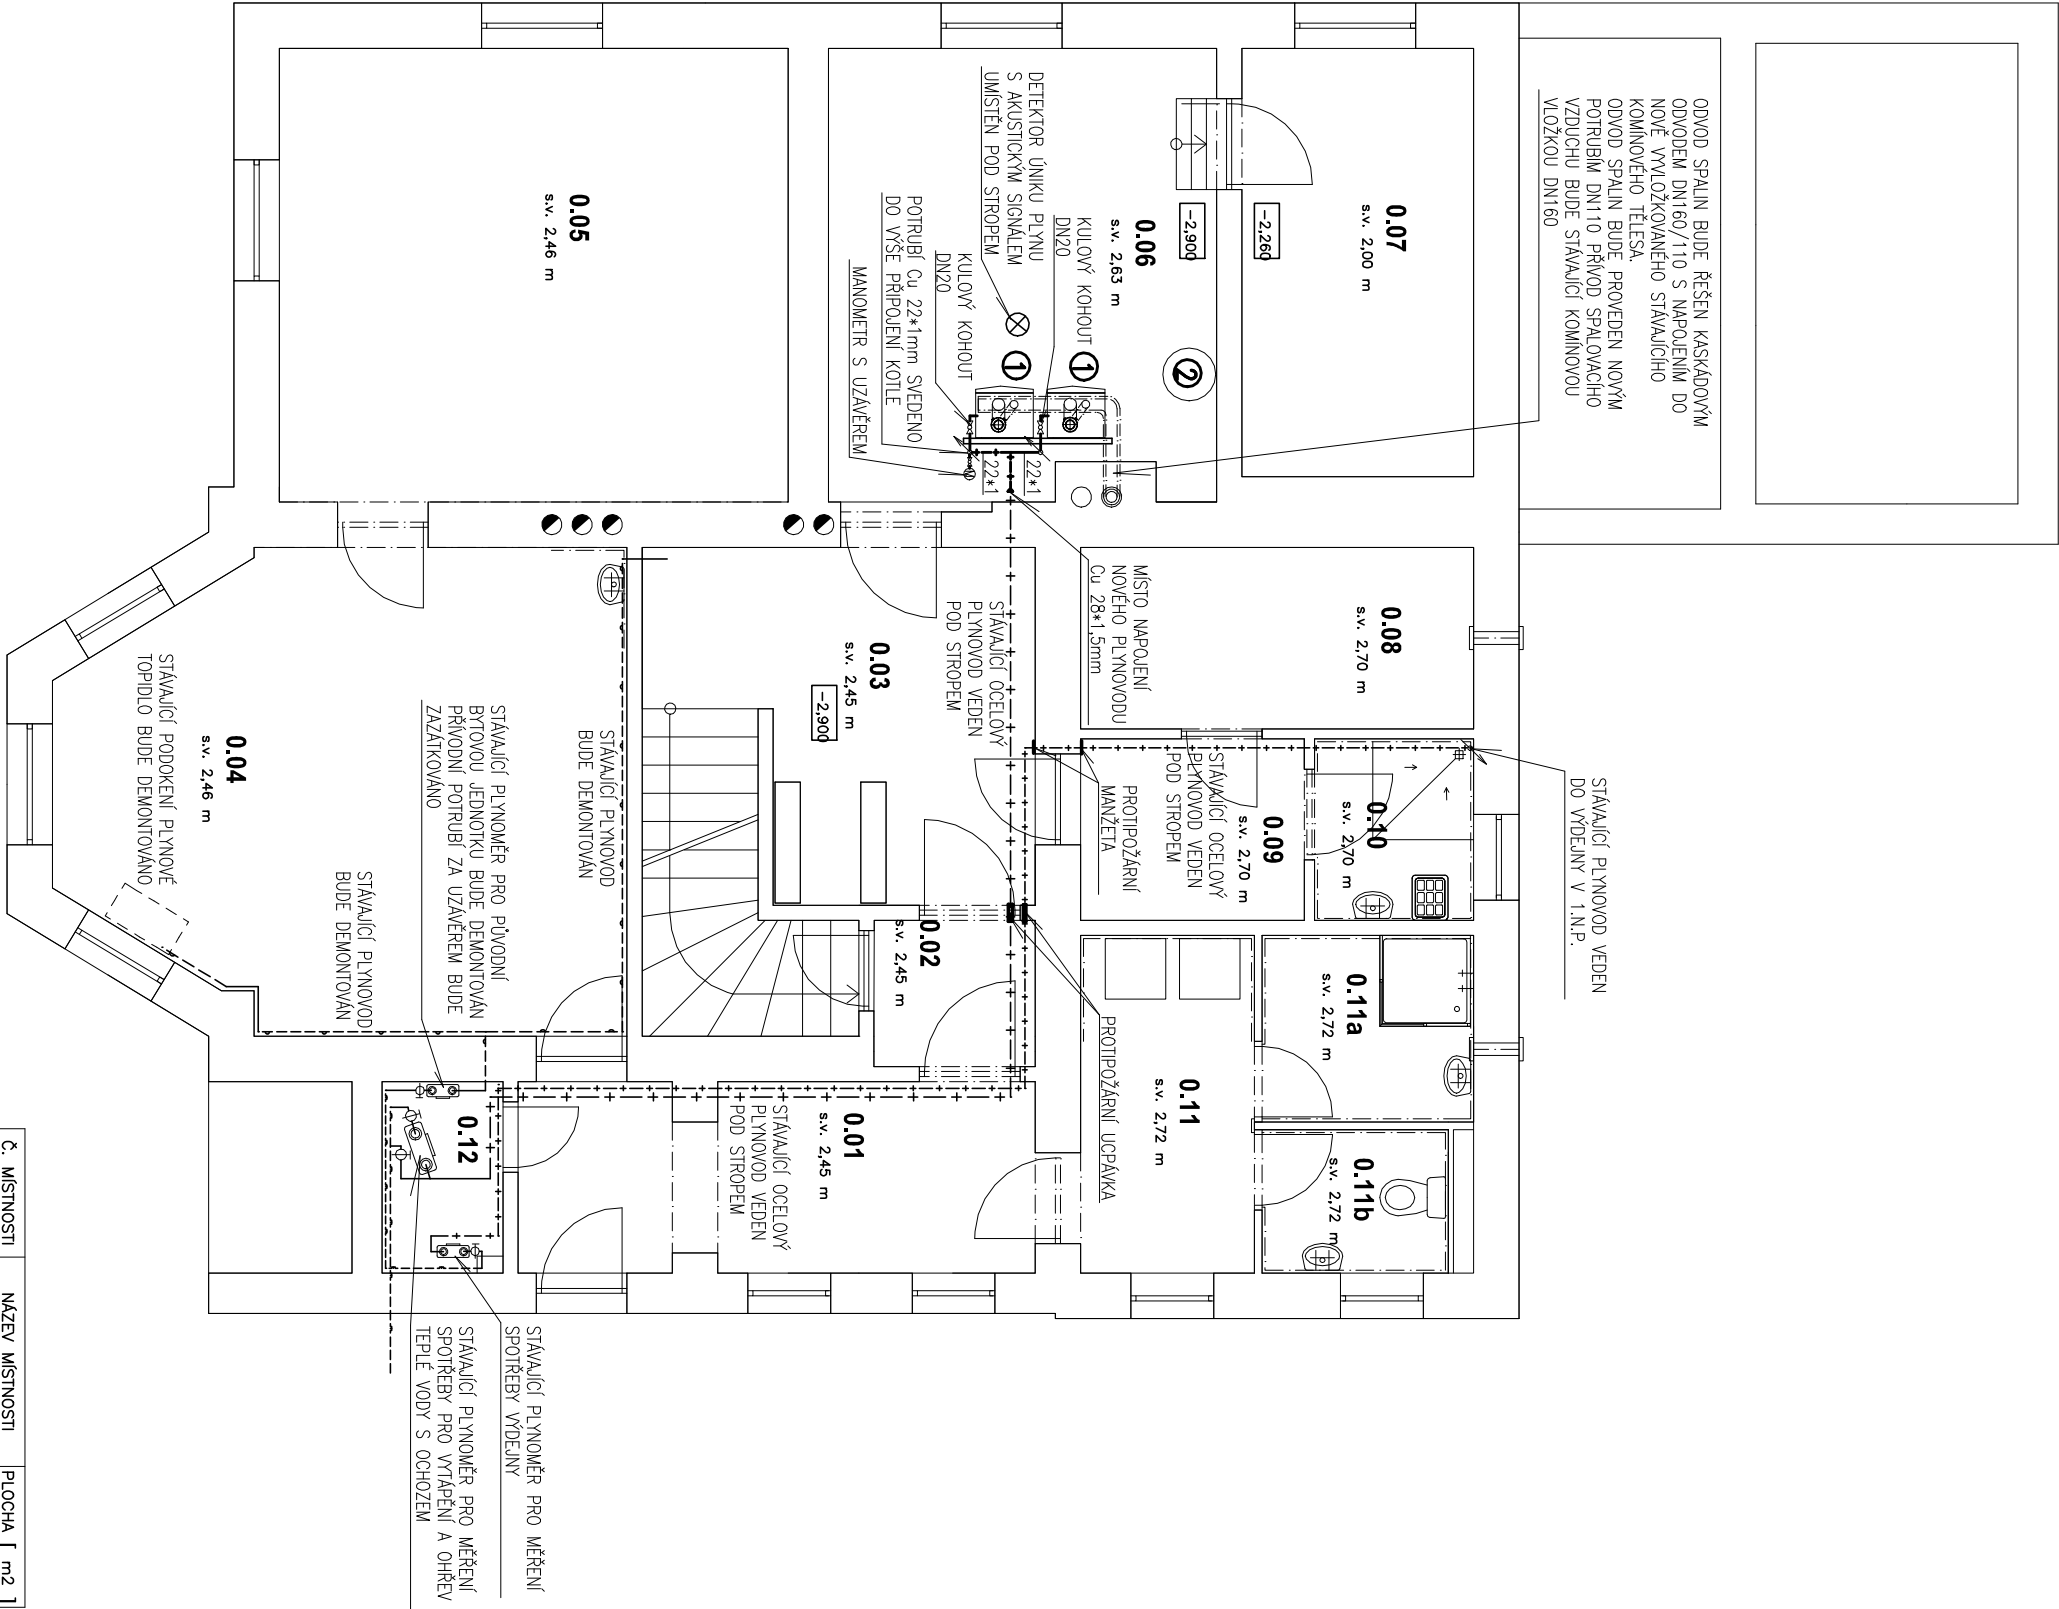 ODVOD SPALIN BUDE ŘEŠEN KASKÁDOVÝM
ODVODEM DN160/110 S NAPOJENÍM DO
NOVĚ VYVLOŽKOVANÉHO STÁVAJÍCÍHO
KOMÍNOVÉHO TĚLESA.
ODVOD SPALIN BUDE PROVEDEN NOVÝM
POTRUBÍM DN110 PŘÍVOD SPALOVACÍHO
VZDUCHU BUDE STÁVAJÍCÍ KOMÍNOVOU
VLOŽKOU DN160
0.07
s.v. 2,00 m
-2,260
-2,900
0.06
s.v. 2,63 m
KULOVÝ KOHOUT
DN20
DETEKTOR ÚNIKU PLYNU
S AKUSTICKÝM SIGNÁLEM
UMÍSTĚN POD STROPEM
KULOVÝ KOHOUT
DN20
POTRUBÍ Cu 22*1mm SVEDENO
DO VÝŠE PŘIPOJENÍ KOTLE
MANOMETR S UZÁVĚREM
2
1
1
22*1
22*1
0.05
s.v. 2,46 m
0.08
s.v. 2,70 m
MÍSTO NAPOJENÍ
NOVÉHO PLYNOVODU
Cu 28*1,5mm
STÁVAJÍCÍ OCELOVÝ
PLYNOVOD VEDEN
POD STROPEM
0.03
s.v. 2,45 m
-2,900
STÁVAJÍCÍ PLYNOVOD VEDEN
DO VÝDEJNY V 1.N.P.
0.10
s.v. 2,70 m
0.09
s.v. 2,70 m
STÁVAJÍCÍ OCELOVÝ
PLYNOVOD VEDEN
POD STROPEM
PROTIPOŽÁRNÍ
MANŽETA
STÁVAJÍCÍ PLYNOVOD
BUDE DEMONTOVÁN
STÁVAJÍCÍ PLYNOMĚR PRO PŮVODNÍ
BYTOVOU JEDNOTKU BUDE DEMONTOVÁN
PŘÍVODNÍ POTRUBÍ ZA UZÁVĚREM BUDE
ZAZÁTKOVÁNO
0.04
s.v. 2,46 m
STÁVAJÍCÍ PODOKENÍ PLYNOVÉ
TOPIDLO BUDE DEMONTOVÁNO
STÁVAJÍCÍ PLYNOVOD
BUDE DEMONTOVÁN
0.02
s.v. 2,45 m
0.11a
s.v. 2,72 m
PROTIPOŽÁRNÍ UCPÁVKA
0.11
s.v. 2,72 m
0.11b
s.v. 2,72 m
0.01
s.v. 2,45 m
STÁVAJÍCÍ OCELOVÝ
PLYNOVOD VEDEN
POD STROPEM
0.12
STÁVAJÍCÍ PLYNOMĚR PRO MĚŘENÍ
SPOTŘEBY VÝDEJNY
STÁVAJÍCÍ PLYNOMĚR PRO MĚŘENÍ
SPOTŘEBY PRO VYTÁPĚNÍ A OHŘEV
TEPLÉ VODY S OCHOZEM
Č. MÍSTNOSTI NÁZEV MÍSTNOSTI PLOCHA [ m2 ]